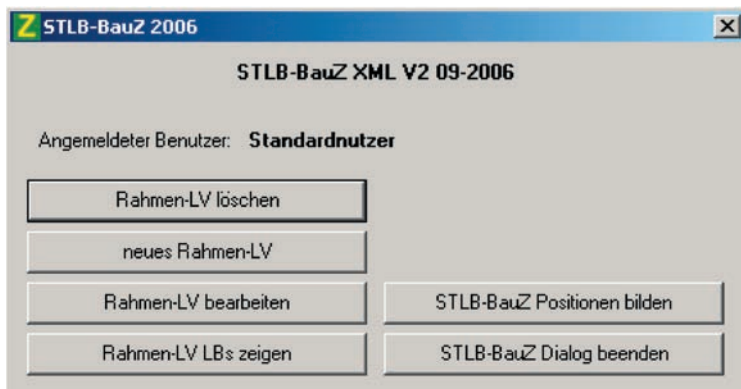 Z STLB-BauZ 2006
STLB-BauZ XML V2 09-2006
Angemeldeter Benutzer: Standardnutzer
Rahmen-LV löschen
neues Rahmen-LV
Rahmen-LV bearbeiten
STLB-BauZ Positionen bilden
Rahmen-LV LBs zeigen
STLB-BauZ Dialog beenden